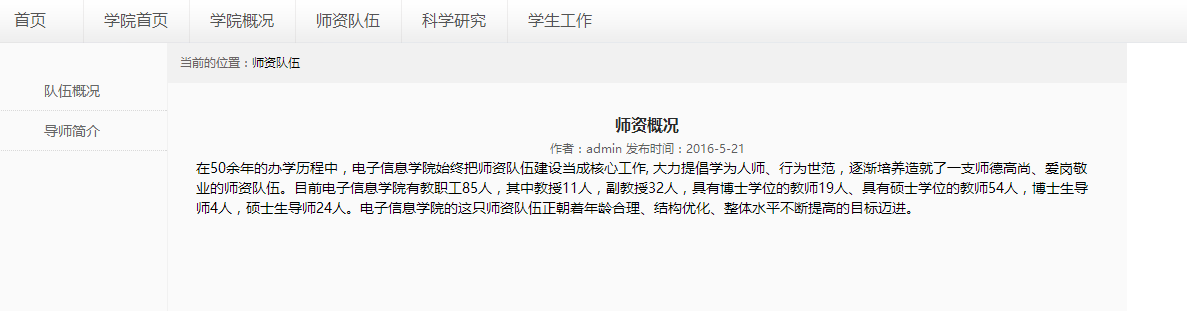 首页 学院首页 学院概况 师资队伍 科学研究 学生工作
当前的位置：师资队伍
队伍概况
导师简介
师资概况
作者：admin 发布时间：2016-5-21
在50余年的办学历程中，电子信息学院始终把师资队伍建设当成核心工作, 大力提倡学为人师、行为世范，逐渐培养造就了一支师德高尚、爱岗敬
业的师资队伍。目前电子信息学院有教职工85人，其中教授11人，副教授32人，具有博士学位的教师19人、具有硕士学位的教师54人，博士生导
师4人，硕士生导师24人。电子信息学院的这只师资队伍正朝着年龄合理、结构优化、整体水平不断提高的目标迈进。